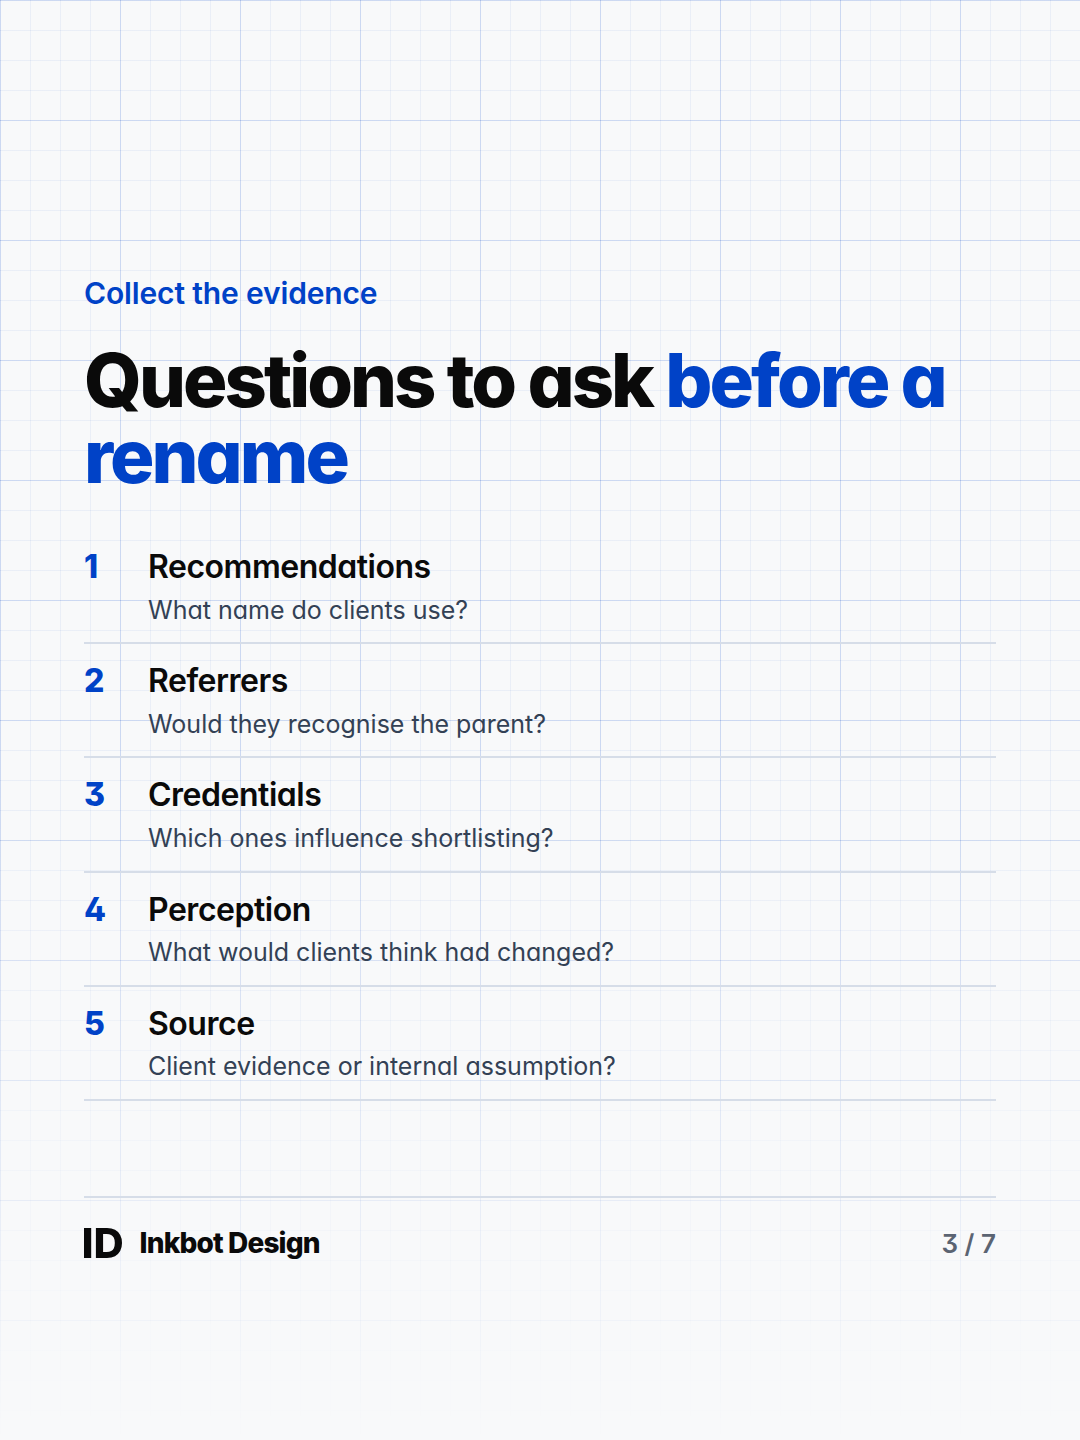 Collect the evidence
Questions to ask before a
rename
1 Recommendations
What name do clients use?
2 Referrers
Would they recognise the parent?
3 Credentials
Which ones influence shortlisting?
4 Perception
What would clients think had changed?
5 Source
Client evidence or internal assumption?
ID Inkbot Design 3 / 7